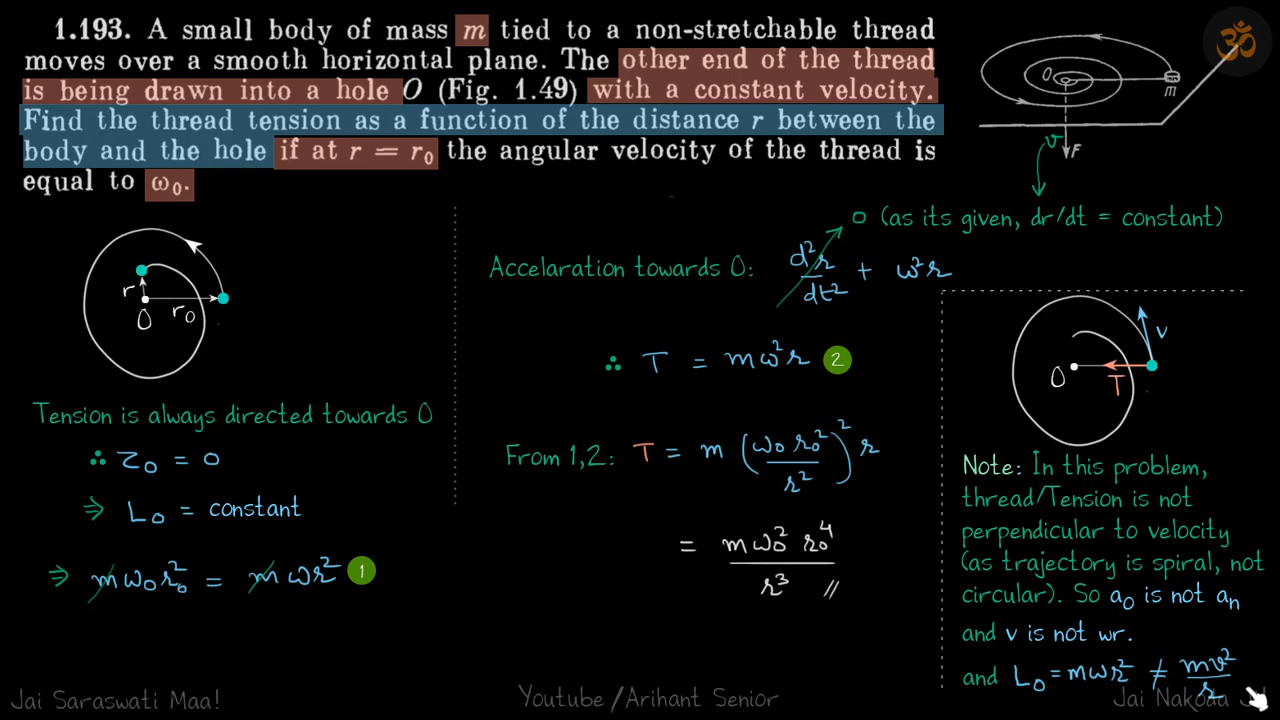 1.193. A small body of mass m tied to a non-stretchable thread
moves over a smooth horizontal plane. The other end of the thread
is being drawn into a hole O (Fig. 1.49) with a constant velocity.
Find the thread tension as a function of the distance r between the
body and the hole if at r = r₀ the angular velocity of the thread is
equal to ω₀.
ॐ
O
m
v
F
O (as its given, dr/dt = constant)
r
r₀
O
Accelaration towards O: d²r/dt² + ω²r
∴ T = mω²r 2
v
O
T
Tension is always directed towards O
∴ τ₀ = 0
⇒ L₀ = constant
⇒ mω₀r₀² = mωr² 1
From 1,2: T = m (ω₀r₀²/r²)² r
= mω₀² r₀⁴ / r³ //
Note: In this problem,
thread/Tension is not
perpendicular to velocity
(as trajectory is spiral, not
circular). So a₀ is not aₙ
and v is not wr.
and L₀ = mωr² ≠ mv²/r
Jai Saraswati Maa!
Youtube / Arihant Senior
Jai Nakoda